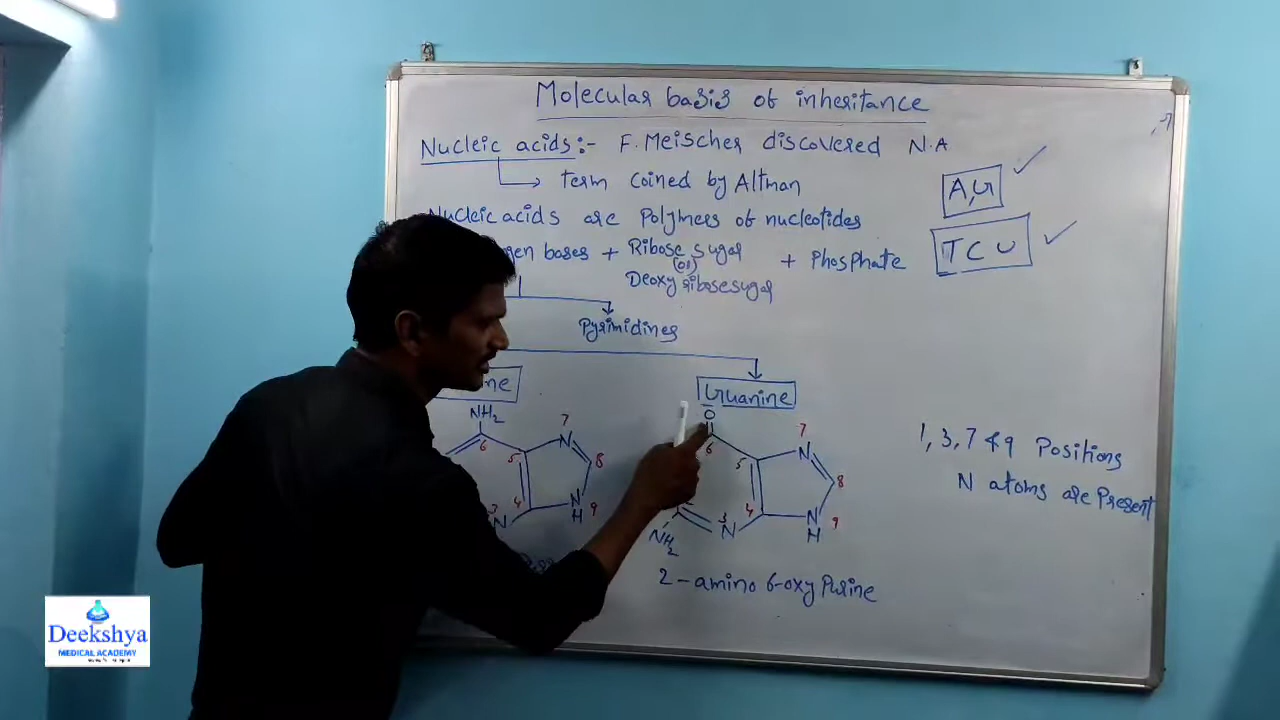 Molecular basis of inheritance
Nucleic acids:- F. Meischer discovered N.A
term coined by Altman
A,G
Nucleic acids are Polymers of nucleotides
T C U
gen bases + Ribose sugar + Phosphate
(or)
Deoxy ribose sugar
Pyrimidines
ine
Guanine
NH2
6
5
4
3
N
7
N
8
9
N
H
O
6
5
4
3
N
7
N
8
9
N
H
NH2
2-amino 6-oxy Purine
1, 3, 7 & 9 Positions
N atoms are Present
Deekshya
MEDICAL ACADEMY